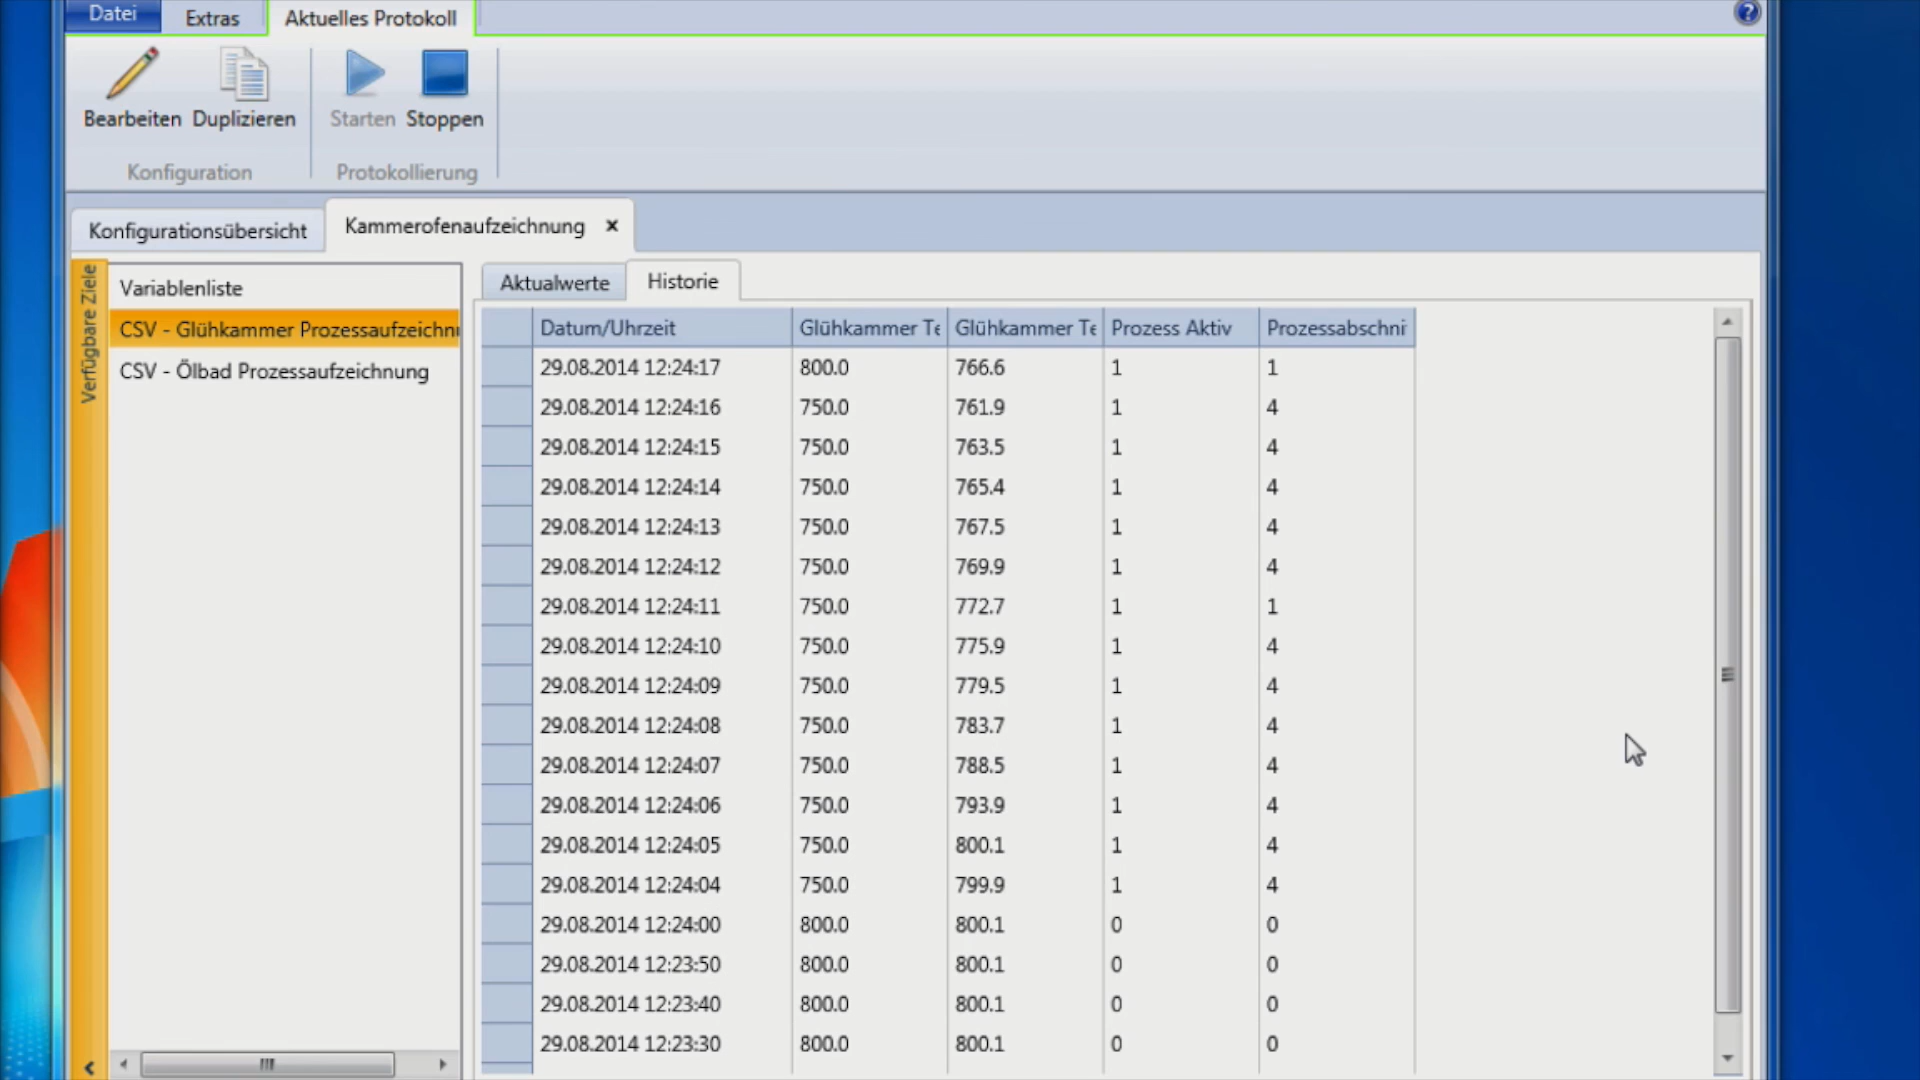 Datei Extras Aktuelles Protokoll
Bearbeiten Duplizieren Starten Stoppen
Konfiguration Protokollierung
Konfigurationsübersicht Kammerofenaufzeichnung
Verfügbare Ziele
Variablenliste
CSV - Glühkammer Prozessaufzeichnu
CSV - Ölbad Prozessaufzeichnung
Aktualwerte Historie
Datum/Uhrzeit Glühkammer Te Glühkammer Te Prozess Aktiv Prozessabschni
29.08.2014 12:24:17 800.0 766.6 1 1
29.08.2014 12:24:16 750.0 761.9 1 4
29.08.2014 12:24:15 750.0 763.5 1 4
29.08.2014 12:24:14 750.0 765.4 1 4
29.08.2014 12:24:13 750.0 767.5 1 4
29.08.2014 12:24:12 750.0 769.9 1 4
29.08.2014 12:24:11 750.0 772.7 1 1
29.08.2014 12:24:10 750.0 775.9 1 4
29.08.2014 12:24:09 750.0 779.5 1 4
29.08.2014 12:24:08 750.0 783.7 1 4
29.08.2014 12:24:07 750.0 788.5 1 4
29.08.2014 12:24:06 750.0 793.9 1 4
29.08.2014 12:24:05 750.0 800.1 1 4
29.08.2014 12:24:04 750.0 799.9 1 4
29.08.2014 12:24:00 800.0 800.1 0 0
29.08.2014 12:23:50 800.0 800.1 0 0
29.08.2014 12:23:40 800.0 800.1 0 0
29.08.2014 12:23:30 800.0 800.1 0 0